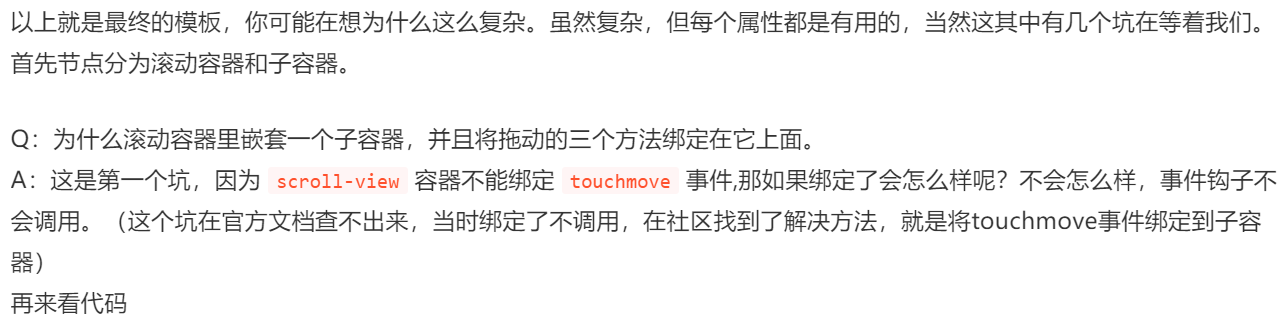 以上就是最终的模板，你可能在想为什么这么复杂。虽然复杂，但每个属性都是有用的，当然这其中有几个坑在等着我们。
首先节点分为滚动容器和子容器。
Q：为什么滚动容器里嵌套一个子容器，并且将拖动的三个方法绑定在它上面。
A：这是第一个坑，因为 scroll-view 容器不能绑定 touchmove 事件,那如果绑定了会怎么样呢？不会怎么样，事件钩子不
会调用。（这个坑在官方文档查不出来，当时绑定了不调用，在社区找到了解决方法，就是将touchmove事件绑定到子容
器）
再来看代码